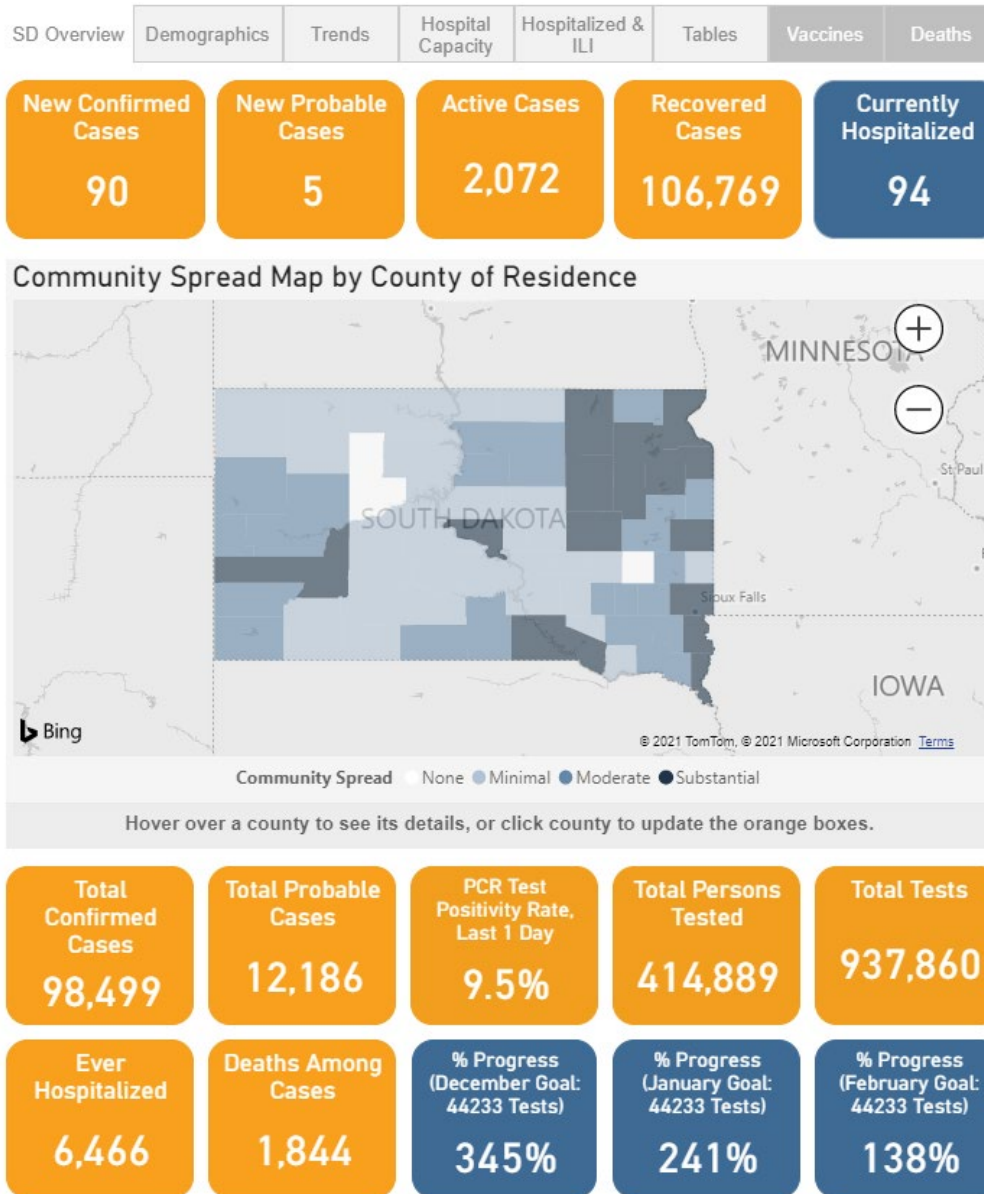 SD Overview
Demographics
Trends
Hospital
Capacity
Hospitalized &
ILI
Tables
Vaccines
Deaths
New Confirmed
Cases
90
New Probable
Cases
5
Active Cases
2,072
Recovered
Cases
106,769
Currently
Hospitalized
94
Community Spread Map by County of Residence
MINNESOTA
St Paul
SOUTH DAKOTA
Sioux Falls
IOWA
Bing
© 2021 TomTom, © 2021 Microsoft Corporation Terms
Community Spread None Minimal Moderate Substantial
Hover over a county to see its details, or click county to update the orange boxes.
Total
Confirmed
Cases
98,499
Total Probable
Cases
12,186
PCR Test
Positivity Rate,
Last 1 Day
9.5%
Total Persons
Tested
414,889
Total Tests
937,860
Ever
Hospitalized
6,466
Deaths Among
Cases
1,844
% Progress
(December Goal:
44233 Tests)
345%
% Progress
(January Goal:
44233 Tests)
241%
% Progress
(February Goal:
44233 Tests)
138%